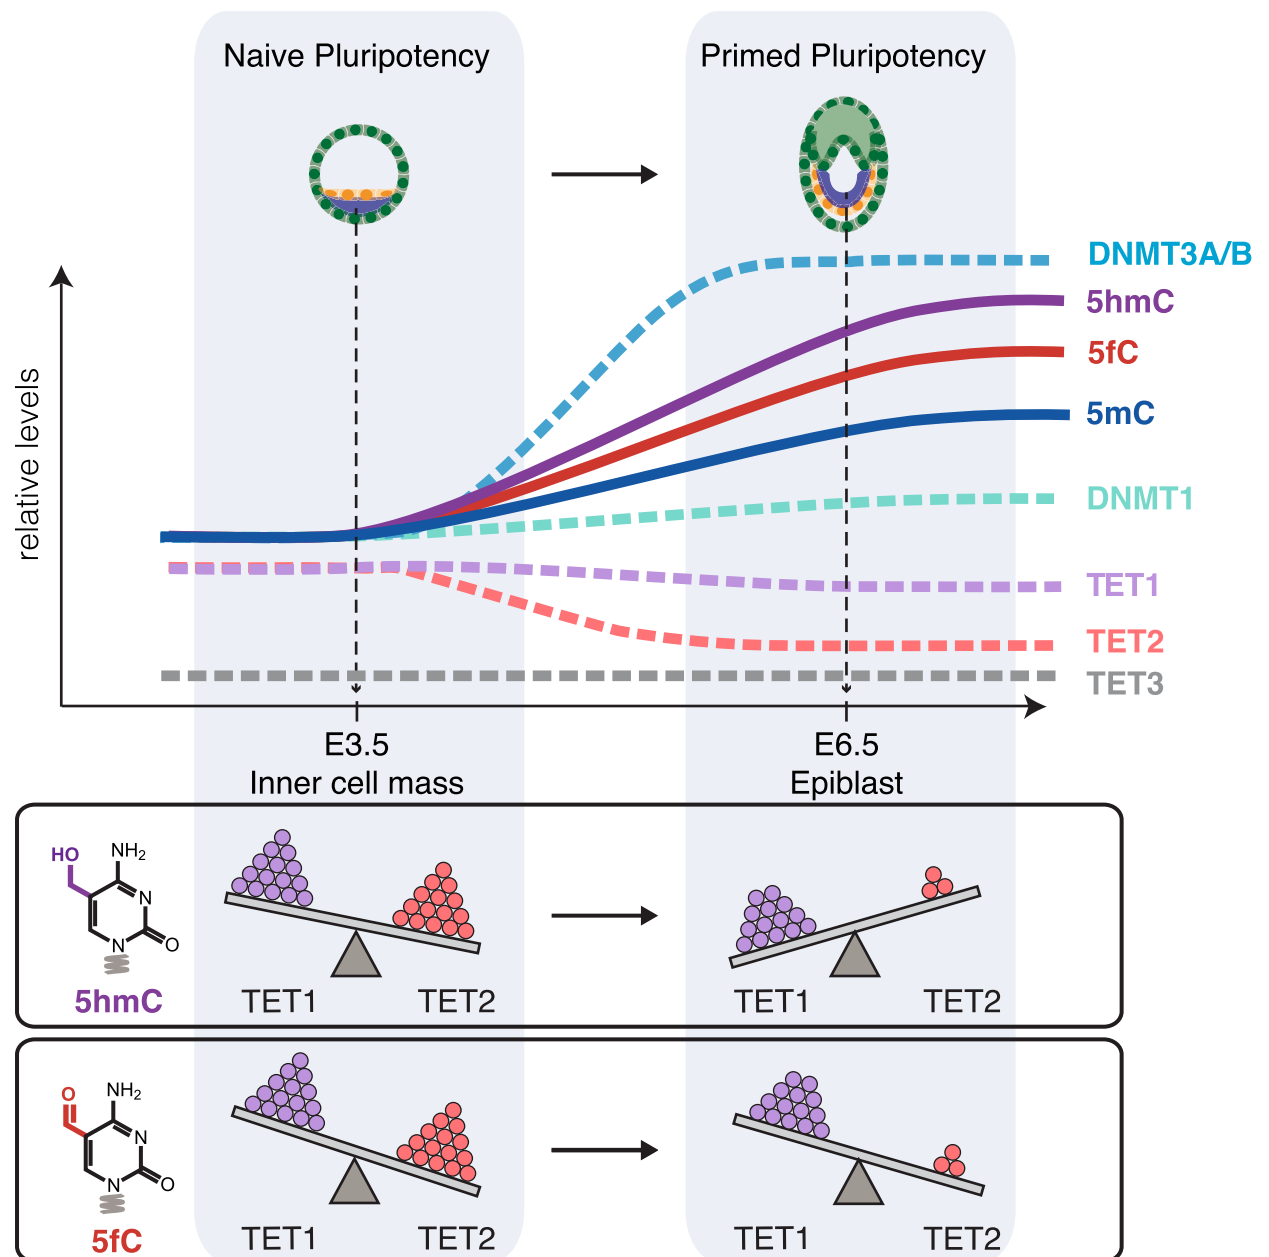 Naive Pluripotency
Primed Pluripotency
DNMT3A/B
5hmC
5fC
5mC
DNMT1
TET1
TET2
TET3
relative levels
E3.5
Inner cell mass
E6.5
Epiblast
HO
NH2
N
N
O
5hmC
TET1
TET2
TET1
TET2
O
NH2
N
N
O
5fC
TET1
TET2
TET1
TET2